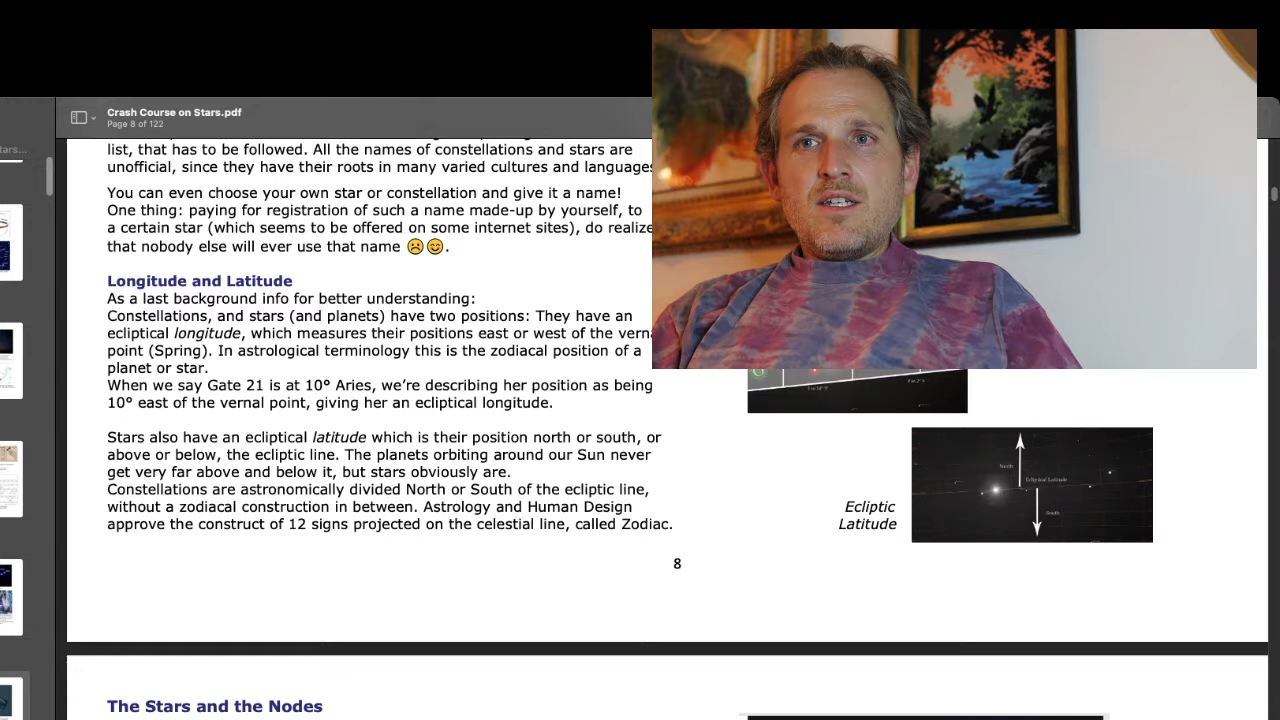 Crash Course on Stars.pdf
Page 8 of 122
tars...
list, that has to be followed. All the names of constellations and stars are
unofficial, since they have their roots in many varied cultures and languages
You can even choose your own star or constellation and give it a name!
One thing: paying for registration of such a name made-up by yourself, to
a certain star (which seems to be offered on some internet sites), do realize
that nobody else will ever use that name ☹️😊.
Longitude and Latitude
As a last background info for better understanding:
Constellations, and stars (and planets) have two positions: They have an
ecliptical longitude, which measures their positions east or west of the verna
point (Spring). In astrological terminology this is the zodiacal position of a
planet or star.
When we say Gate 21 is at 10° Aries, we're describing her position as being
10° east of the vernal point, giving her an ecliptical longitude.
Stars also have an ecliptical latitude which is their position north or south, or
above or below, the ecliptic line. The planets orbiting around our Sun never
get very far above and below it, but stars obviously are.
Constellations are astronomically divided North or South of the ecliptic line,
without a zodiacal construction in between. Astrology and Human Design
approve the construct of 12 signs projected on the celestial line, called Zodiac.
North
Ecliptical Latitude
South
Ecliptic
Latitude
8
The Stars and the Nodes